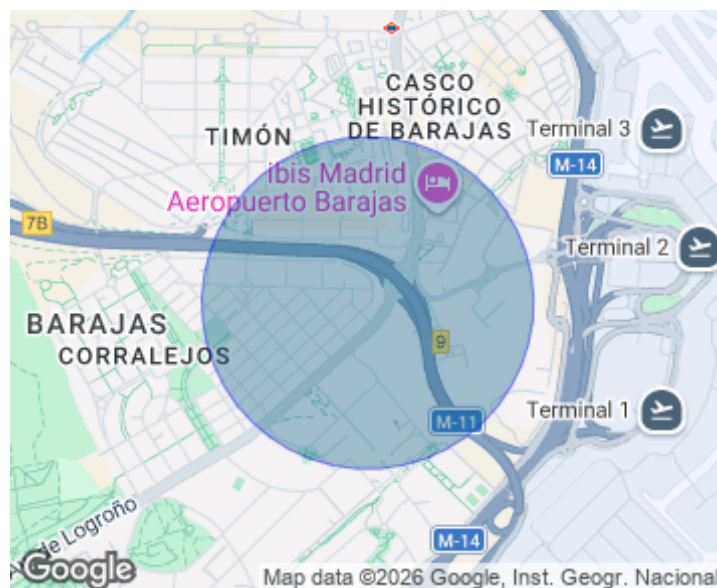 CASCO
HISTÓRICO
DE BARAJAS
TIMÓN
Terminal 3
M-14
ibis Madrid
Aeropuerto Barajas
7B
Terminal 2
BARAJAS
CORRALEJOS
9
Terminal 1
M-11
de Logroño
M-14
Google
Map data ©2026 Google, Inst. Geogr. Nacional